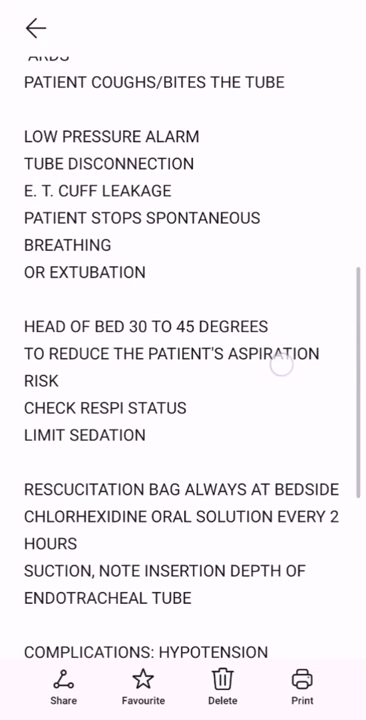 ARDS
PATIENT COUGHS/BITES THE TUBE
LOW PRESSURE ALARM
TUBE DISCONNECTION
E. T. CUFF LEAKAGE
PATIENT STOPS SPONTANEOUS
BREATHING
OR EXTUBATION
HEAD OF BED 30 TO 45 DEGREES
TO REDUCE THE PATIENT'S ASPIRATION
RISK
CHECK RESPI STATUS
LIMIT SEDATION
RESCUCITATION BAG ALWAYS AT BEDSIDE
CHLORHEXIDINE ORAL SOLUTION EVERY 2
HOURS
SUCTION, NOTE INSERTION DEPTH OF
ENDOTRACHEAL TUBE
COMPLICATIONS: HYPOTENSION
Share Favourite Delete Print